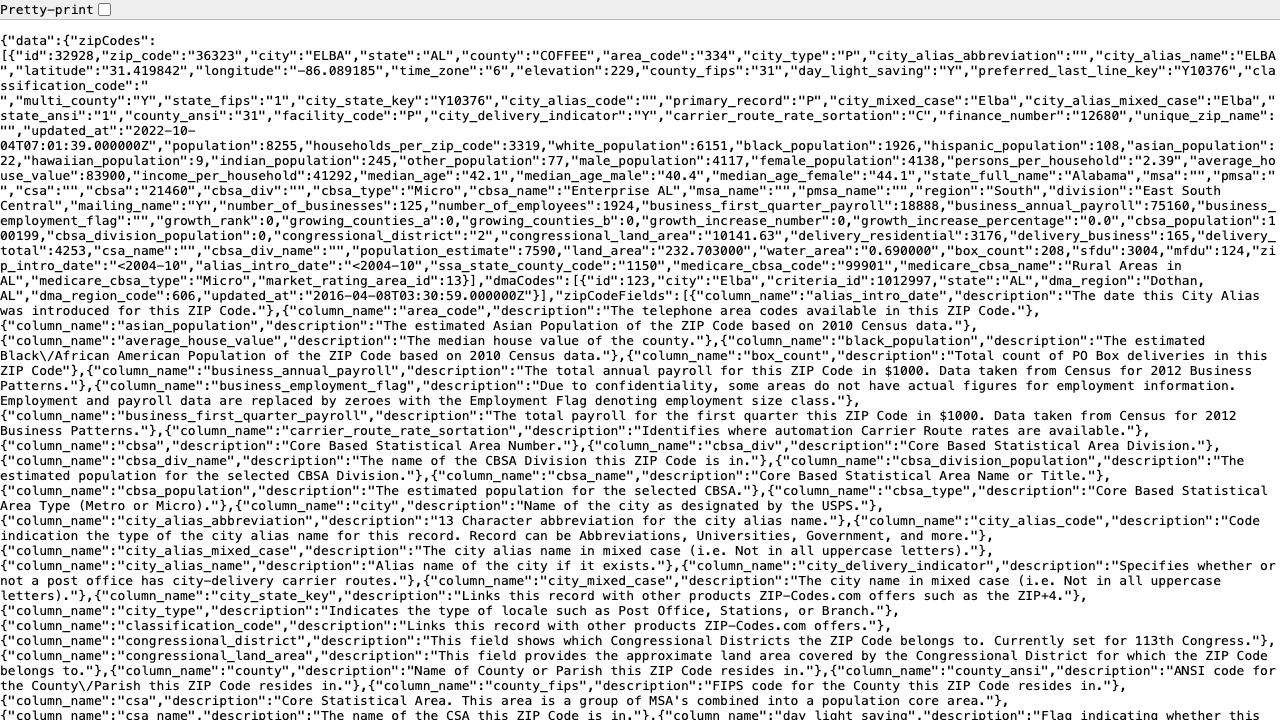 Pretty-print
{"data":{"zipCodes":
[{"id":32928,"zip_code":"36323","city":"ELBA","state":"AL","county":"COFFEE","area_code":"334","city_type":"P","city_alias_abbreviation":"","city_alias_name":"ELBA
","latitude":"31.419842","longitude":"-86.089185","time_zone":"6","elevation":229,"county_fips":"31","day_light_saving":"Y","preferred_last_line_key":"Y10376","cla
ssification_code":"
","multi_county":"Y","state_fips":"1","city_state_key":"Y10376","city_alias_code":"","primary_record":"P","city_mixed_case":"Elba","city_alias_mixed_case":"Elba","
state_ansi":"1","county_ansi":"31","facility_code":"P","city_delivery_indicator":"Y","carrier_route_rate_sortation":"C","finance_number":"12680","unique_zip_name":
"","updated_at":"2022-10-
04T07:01:39.000000Z","population":8255,"households_per_zip_code":3319,"white_population":6151,"black_population":1926,"hispanic_population":108,"asian_population":
22,"hawaiian_population":9,"indian_population":245,"other_population":77,"male_population":4117,"female_population":4138,"persons_per_household":"2.39","average_ho
use_value":83900,"income_per_household":41292,"median_age":"42.1","median_age_male":"40.4","median_age_female":"44.1","state_full_name":"Alabama","msa":"","pmsa":"
","csa":"","cbsa":"21460","cbsa_div":"","cbsa_type":"Micro","cbsa_name":"Enterprise AL","msa_name":"","pmsa_name":"","region":"South","division":"East South
Central","mailing_name":"Y","number_of_businesses":125,"number_of_employees":1924,"business_first_quarter_payroll":18888,"business_annual_payroll":75160,"business_
employment_flag":"","growth_rank":0,"growing_counties_a":0,"growing_counties_b":0,"growth_increase_number":0,"growth_increase_percentage":"0.0","cbsa_population":1
00199,"cbsa_division_population":0,"congressional_district":"2","congressional_land_area":"10141.63","delivery_residential":3176,"delivery_business":165,"delivery_
total":4253,"csa_name":"","cbsa_div_name":"","population_estimate":7590,"land_area":"232.703000","water_area":"0.690000","box_count":208,"sfdu":3004,"mfdu":124,"zi
p_intro_date":"<2004-10","alias_intro_date":"<2004-10","ssa_state_county_code":"1150","medicare_cbsa_code":"99901","medicare_cbsa_name":"Rural Areas in
AL","medicare_cbsa_type":"Micro","market_rating_area_id":13}],"dmaCodes":[{"id":123,"city":"Elba","criteria_id":1012997,"state":"AL","dma_region":"Dothan,
AL","dma_region_code":606,"updated_at":"2016-04-08T03:30:59.000000Z"}],"zipCodeFields":[{"column_name":"alias_intro_date","description":"The date this City Alias
was introduced for this ZIP Code."},{"column_name":"area_code","description":"The telephone area codes available in this ZIP Code."},
{"column_name":"asian_population","description":"The estimated Asian Population of the ZIP Code based on 2010 Census data."},
{"column_name":"average_house_value","description":"The median house value of the county."},{"column_name":"black_population","description":"The estimated
Black\/African American Population of the ZIP Code based on 2010 Census data."},{"column_name":"box_count","description":"Total count of PO Box deliveries in this
ZIP Code"},{"column_name":"business_annual_payroll","description":"The total annual payroll for this ZIP Code in $1000. Data taken from Census for 2012 Business
Patterns."},{"column_name":"business_employment_flag","description":"Due to confidentiality, some areas do not have actual figures for employment information.
Employment and payroll data are replaced by zeroes with the Employment Flag denoting employment size class."},
{"column_name":"business_first_quarter_payroll","description":"The total payroll for the first quarter this ZIP Code in $1000. Data taken from Census for 2012
Business Patterns."},{"column_name":"carrier_route_rate_sortation","description":"Identifies where automation Carrier Route rates are available."},
{"column_name":"cbsa","description":"Core Based Statistical Area Number."},{"column_name":"cbsa_div","description":"Core Based Statistical Area Division."},
{"column_name":"cbsa_div_name","description":"The name of the CBSA Division this ZIP Code is in."},{"column_name":"cbsa_division_population","description":"The
estimated population for the selected CBSA Division."},{"column_name":"cbsa_name","description":"Core Based Statistical Area Name or Title."},
{"column_name":"cbsa_population","description":"The estimated population for the selected CBSA."},{"column_name":"cbsa_type","description":"Core Based Statistical
Area Type (Metro or Micro)."},{"column_name":"city","description":"Name of the city as designated by the USPS."},
{"column_name":"city_alias_abbreviation","description":"13 Character abbreviation for the city alias name."},{"column_name":"city_alias_code","description":"Code
indication the type of the city alias name for this record. Record can be Abbreviations, Universities, Government, and more."},
{"column_name":"city_alias_mixed_case","description":"The city alias name in mixed case (i.e. Not in all uppercase letters)."},
{"column_name":"city_alias_name","description":"Alias name of the city if it exists."},{"column_name":"city_delivery_indicator","description":"Specifies whether or
not a post office has city-delivery carrier routes."},{"column_name":"city_mixed_case","description":"The city name in mixed case (i.e. Not in all uppercase
letters)."},{"column_name":"city_state_key","description":"Links this record with other products ZIP-Codes.com offers such as the ZIP+4."},
{"column_name":"city_type","description":"Indicates the type of locale such as Post Office, Stations, or Branch."},
{"column_name":"classification_code","description":"Links this record with other products ZIP-Codes.com offers."},
{"column_name":"congressional_district","description":"This field shows which Congressional Districts the ZIP Code belongs to. Currently set for 113th Congress."},
{"column_name":"congressional_land_area","description":"This field provides the approximate land area covered by the Congressional District for which the ZIP Code
belongs to."},{"column_name":"county","description":"Name of County or Parish this ZIP Code resides in."},{"column_name":"county_ansi","description":"ANSI code for
the County\/Parish this ZIP Code resides in."},{"column_name":"county_fips","description":"FIPS code for the County this ZIP Code resides in."},
{"column_name":"csa","description":"Core Statistical Area. This area is a group of MSA's combined into a population core area."},
{"column_name":"csa_name","description":"The name of the CSA this ZIP Code is in."},{"column_name":"day_light_saving","description":"Flag indicating whether this